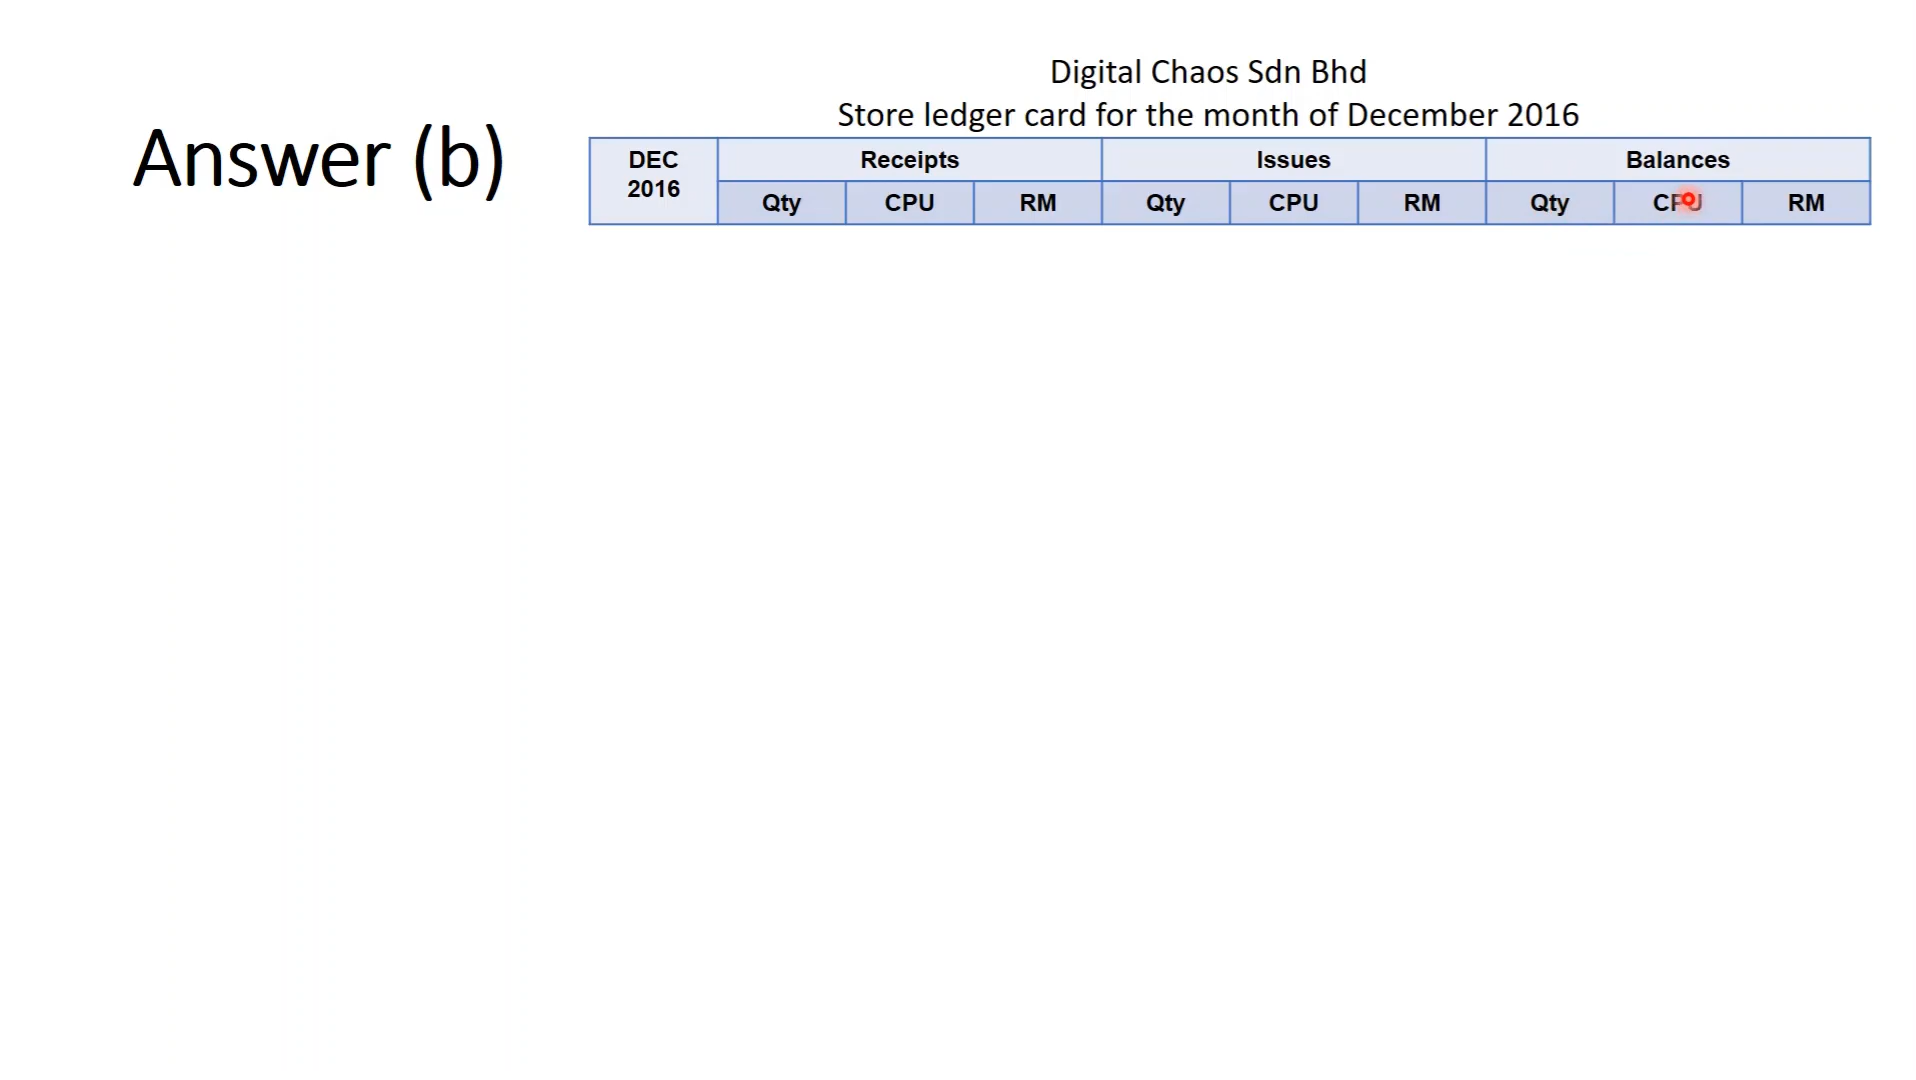 Digital Chaos Sdn Bhd
Store ledger card for the month of December 2016
Answer (b)
DEC 2016 Receipts Issues Balances
Qty CPU RM Qty CPU RM Qty CPU RM